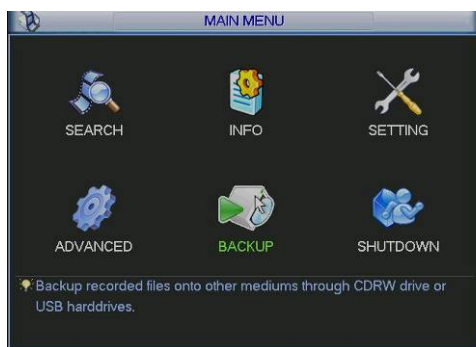 MAIN MENU
SEARCH
INFO
SETTING
ADVANCED
BACKUP
SHUTDOWN
Backup recorded files onto other mediums through CDRW drive or
USB harddrives.